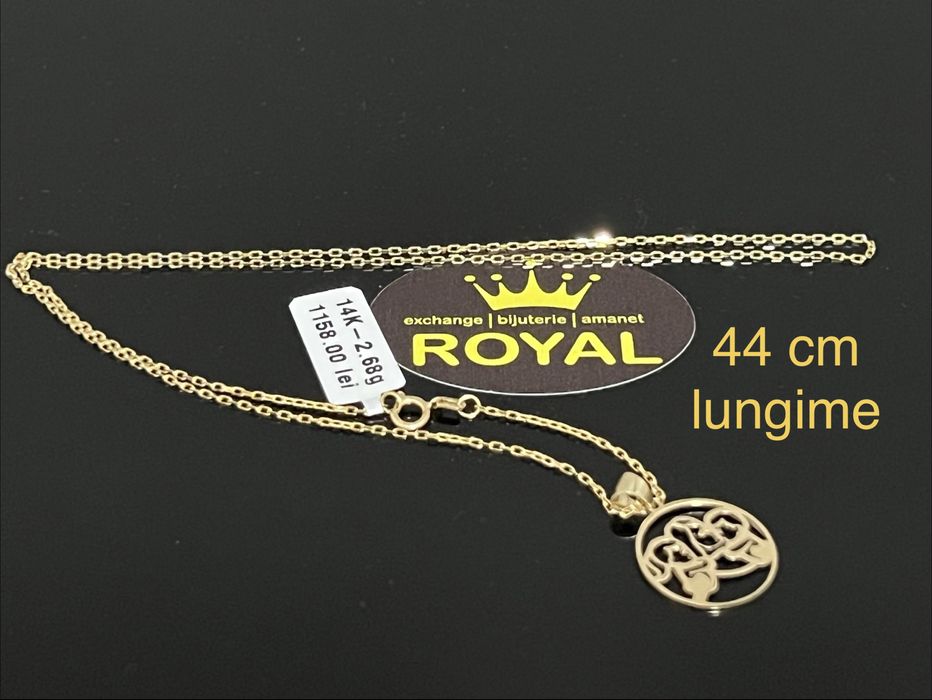 14K-2.68g
1158.00 lei
exchange | bijuterie | amanet
ROYAL
44 cm
lungime